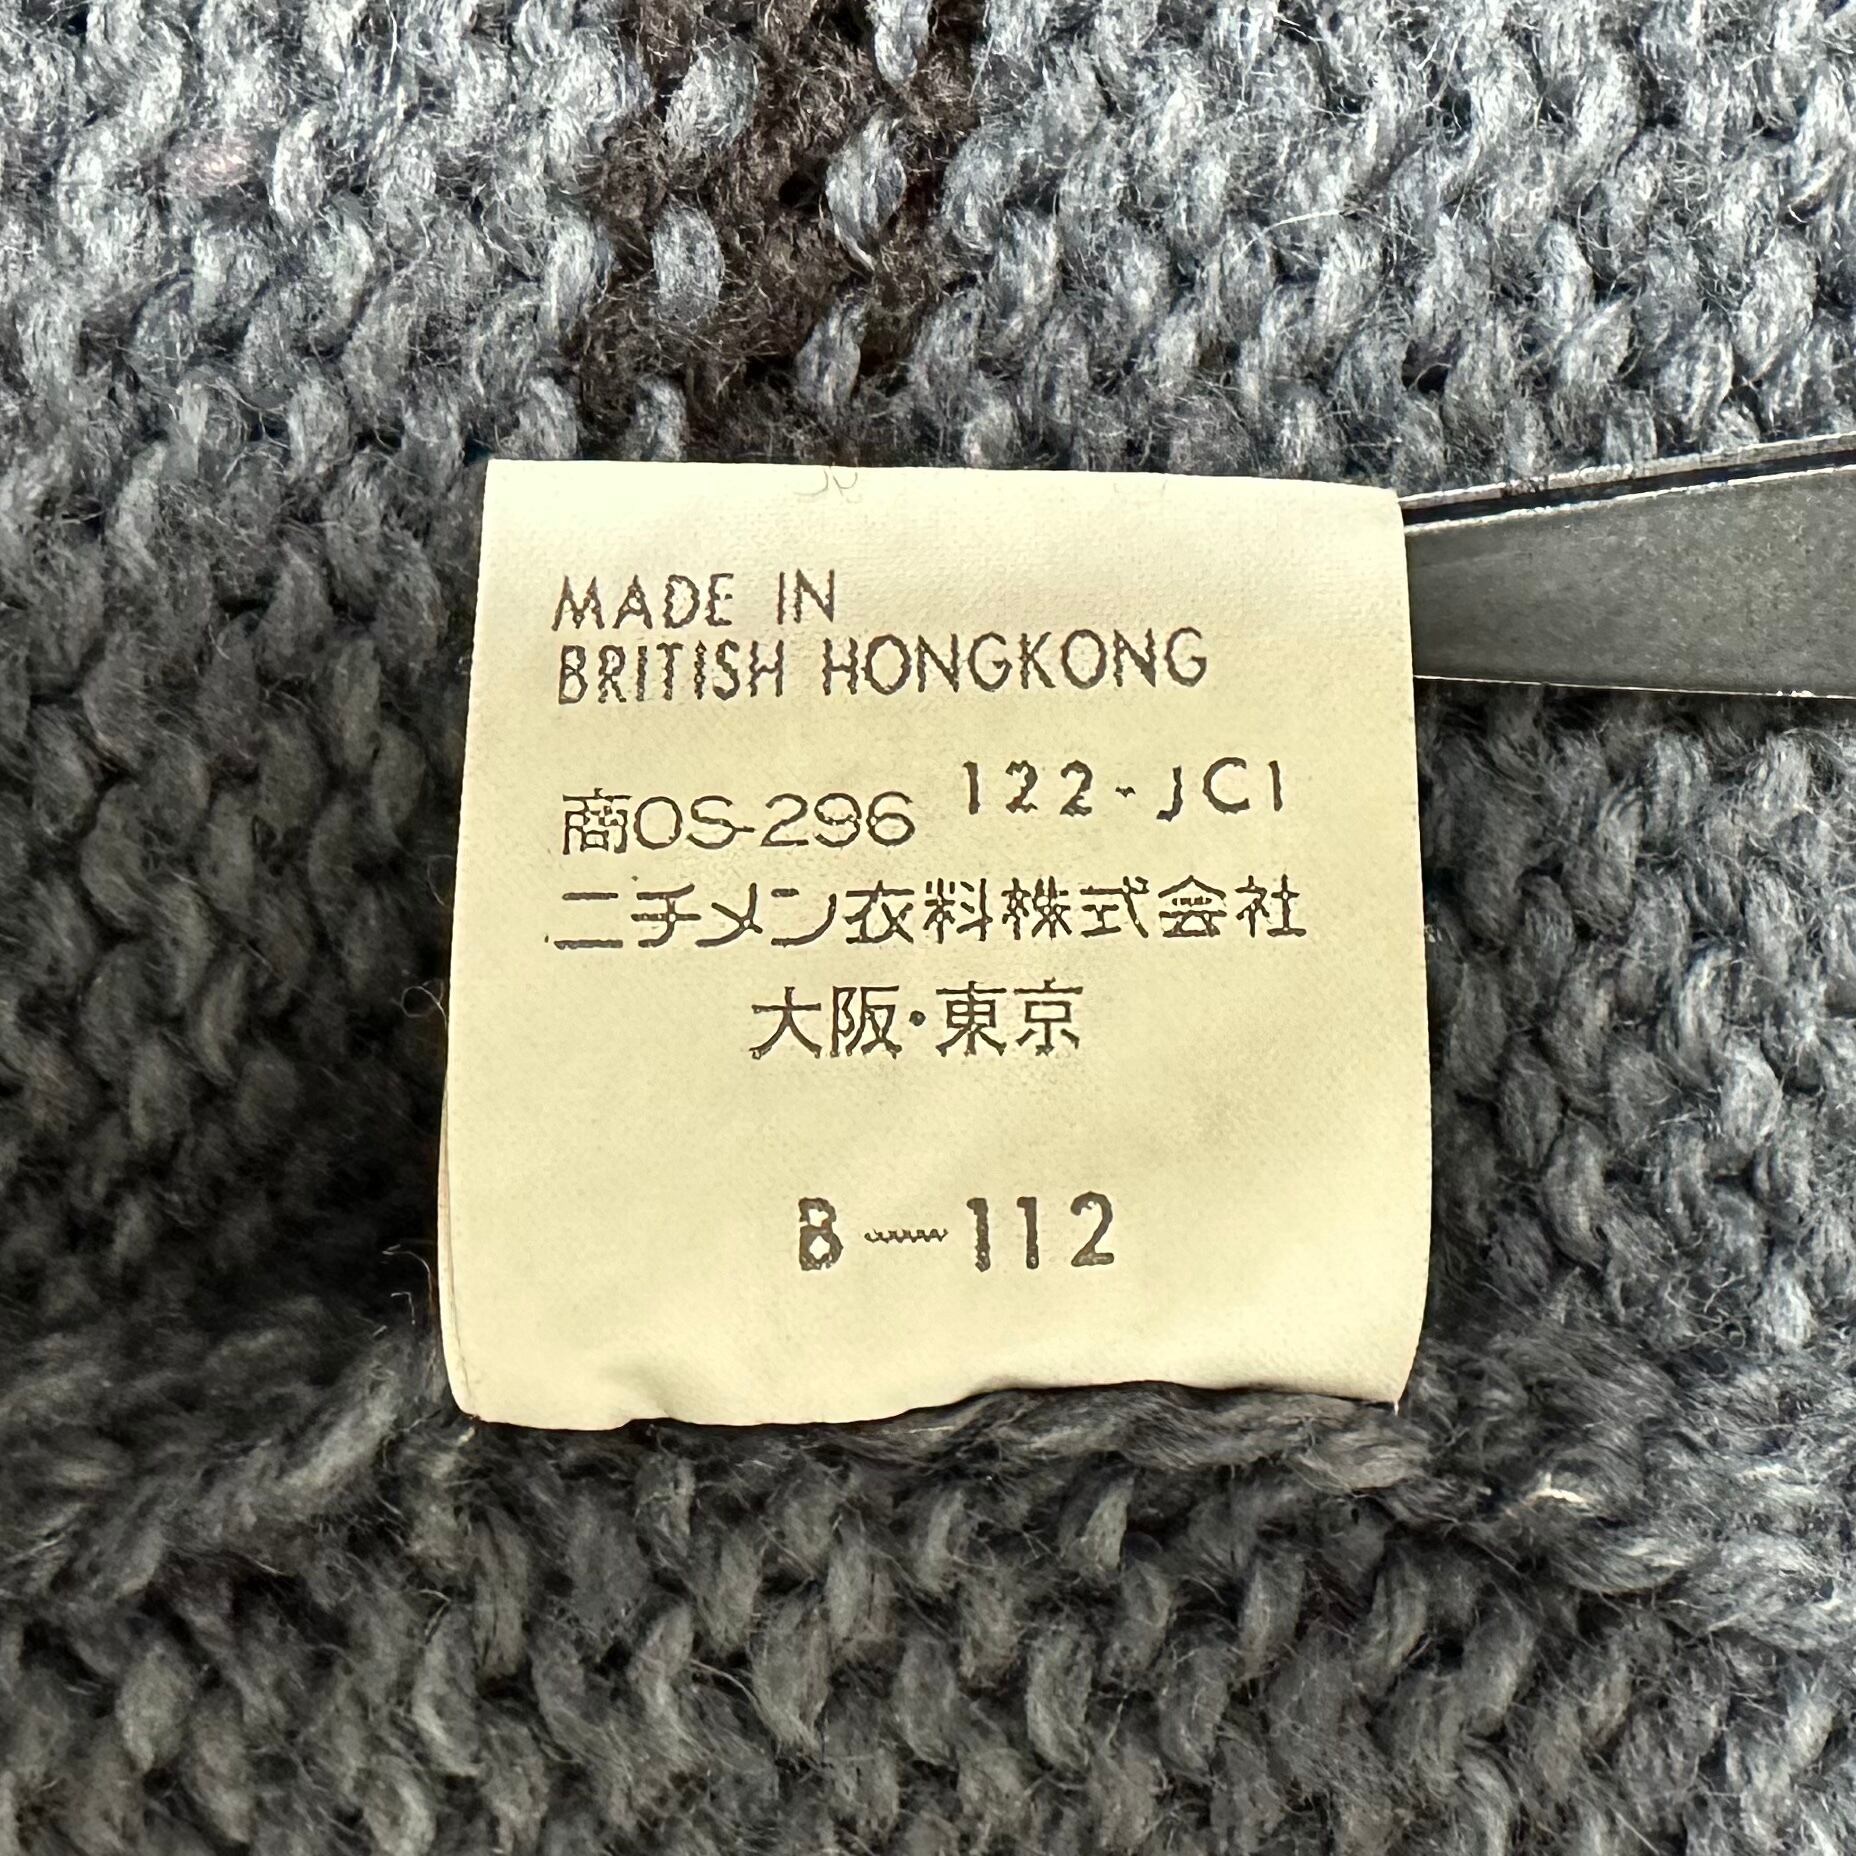 MADE IN
BRITISH HONGKONG
商OS-296 122-JC1
ニチメン衣料株式会社
大阪・東京
B-112